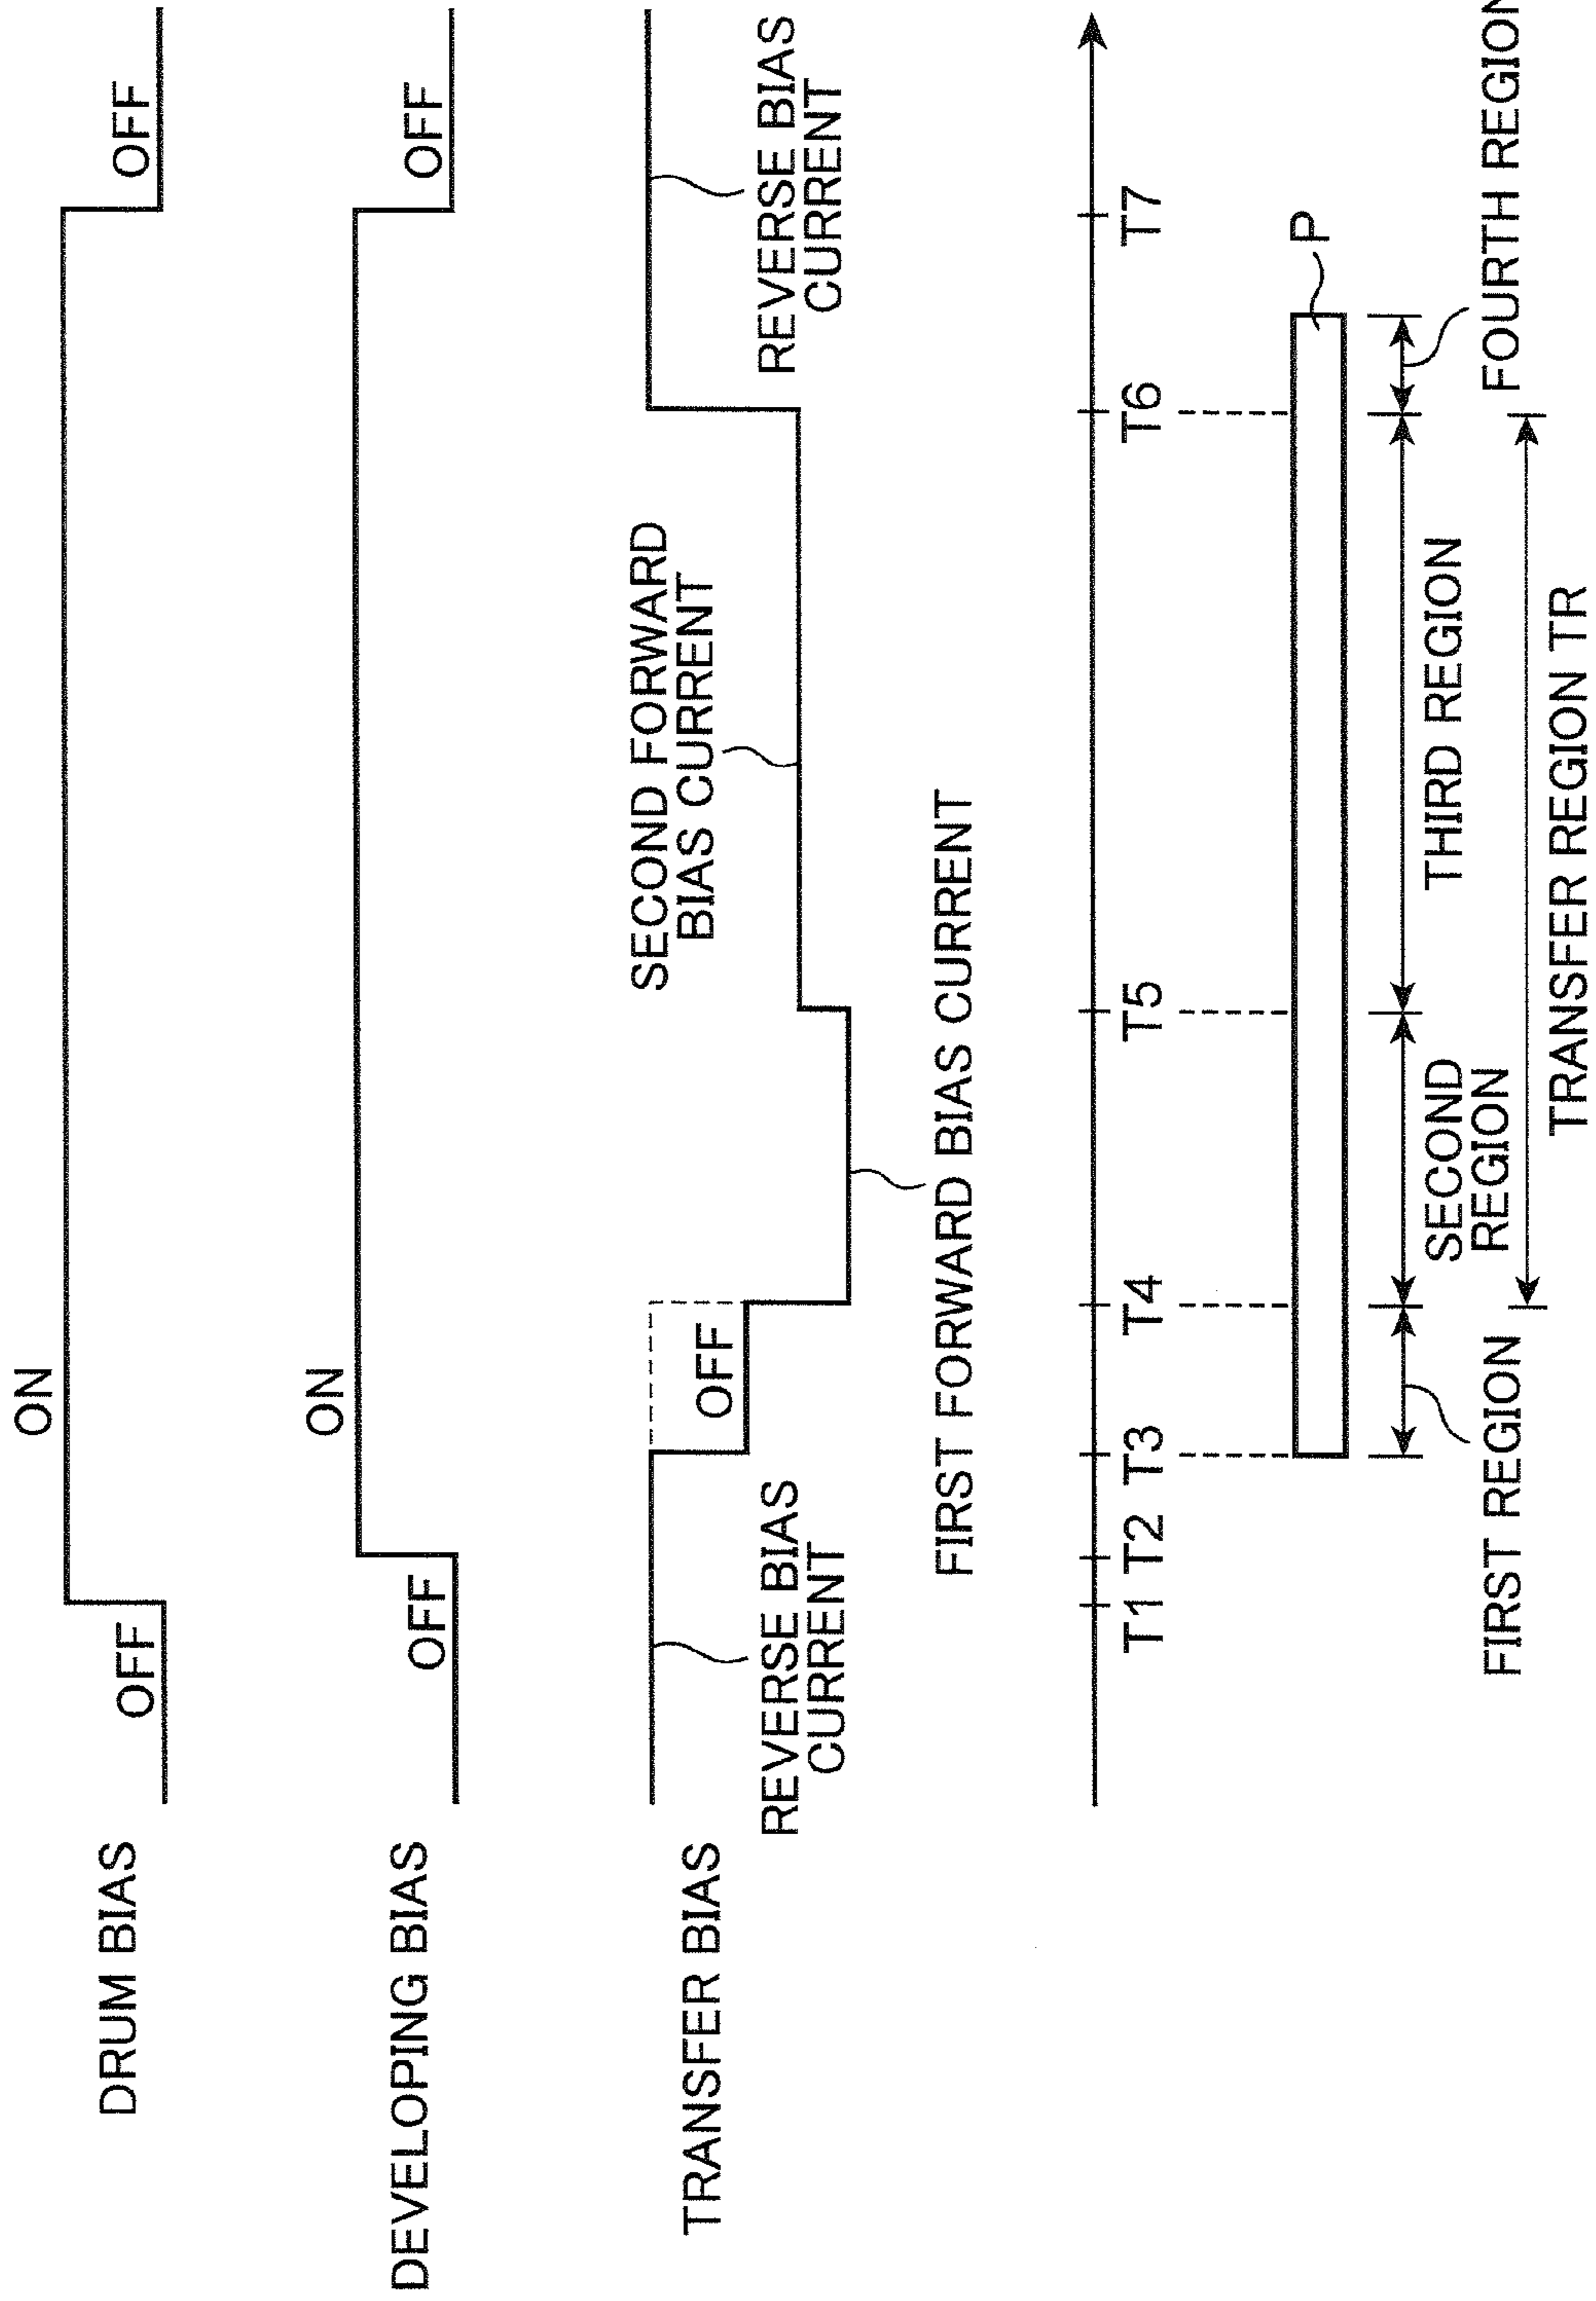 DRUM BIAS
OFF
ON
OFF
DEVELOPING BIAS
OFF
ON
OFF
TRANSFER BIAS
REVERSE BIAS
CURRENT
OFF
FIRST FORWARD BIAS CURRENT
SECOND FORWARD
BIAS CURRENT
REVERSE BIAS
CURRENT
T1
T2
T3
T4
T5
T6
T7
P
FIRST REGION
SECOND
REGION
THIRD REGION
FOURTH REGION
TRANSFER REGION TR